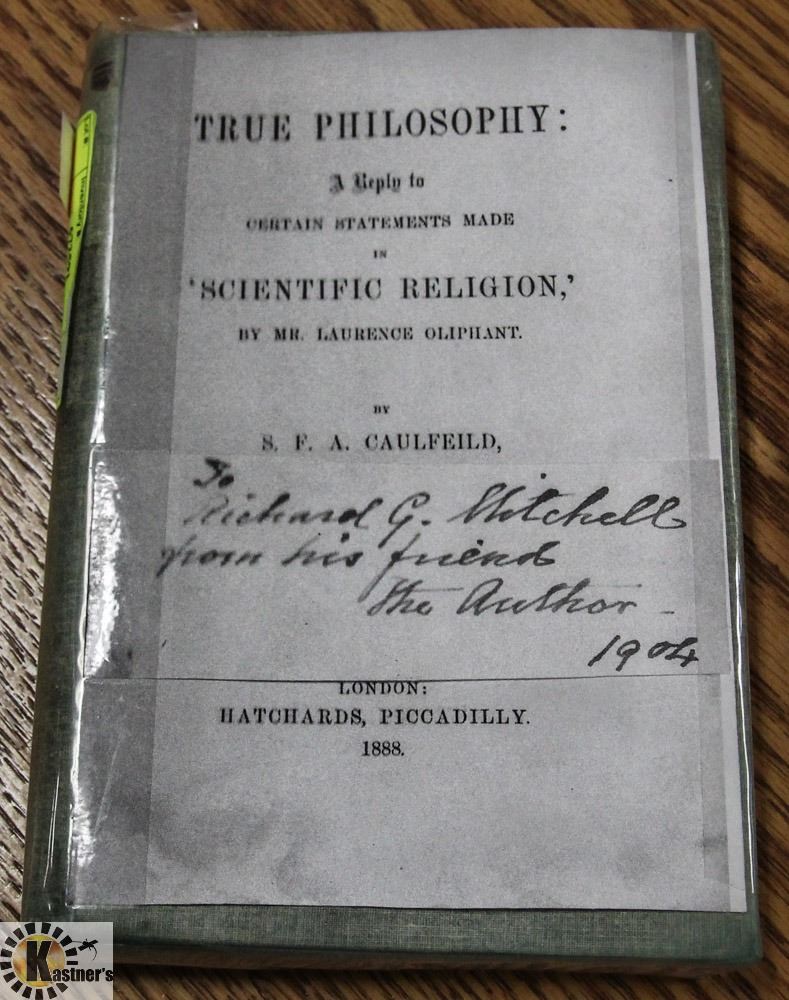 TRUE PHILOSOPHY:
A Reply to
CERTAIN STATEMENTS MADE
IN
'SCIENTIFIC RELIGION,'
BY MR. LAURENCE OLIPHANT.
BY
S. F. A. CAULFEILD,
To
Richard G. Mitchell
from his friend
the Author –
1904
LONDON:
HATCHARDS, PICCADILLY.
1888.
Kastner's